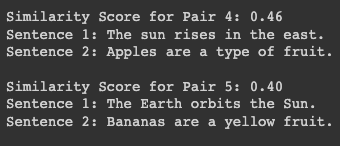 Similarity Score for Pair 4: 0.46
Sentence 1: The sun rises in the east.
Sentence 2: Apples are a type of fruit.
Similarity Score for Pair 5: 0.40
Sentence 1: The Earth orbits the Sun.
Sentence 2: Bananas are a yellow fruit.